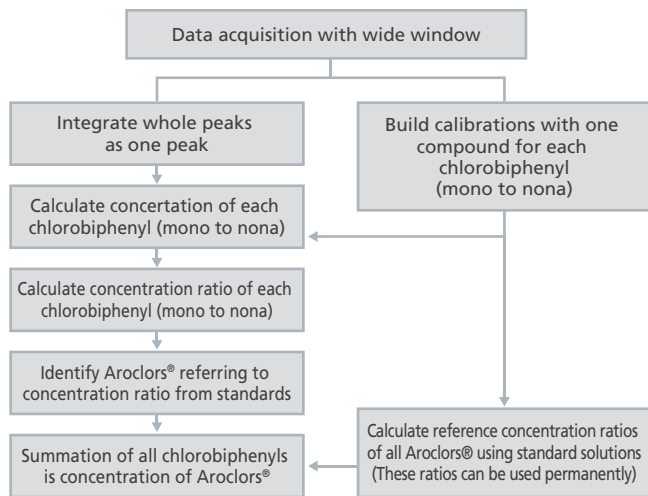 Data acquisition with wide window
Integrate whole peaks
as one peak
Build calibrations with one
compound for each
chlorobiphenyl
(mono to nona)
Calculate concertation of each
chlorobiphenyl (mono to nona)
Calculate concentration ratio of each
chlorobiphenyl (mono to nona)
Identify Aroclors® referring to
concentration ratio from standards
Summation of all chlorobiphenyls
is concentration of Aroclors®
Calculate reference concentration ratios
of all Aroclors® using standard solutions
(These ratios can be used permanently)